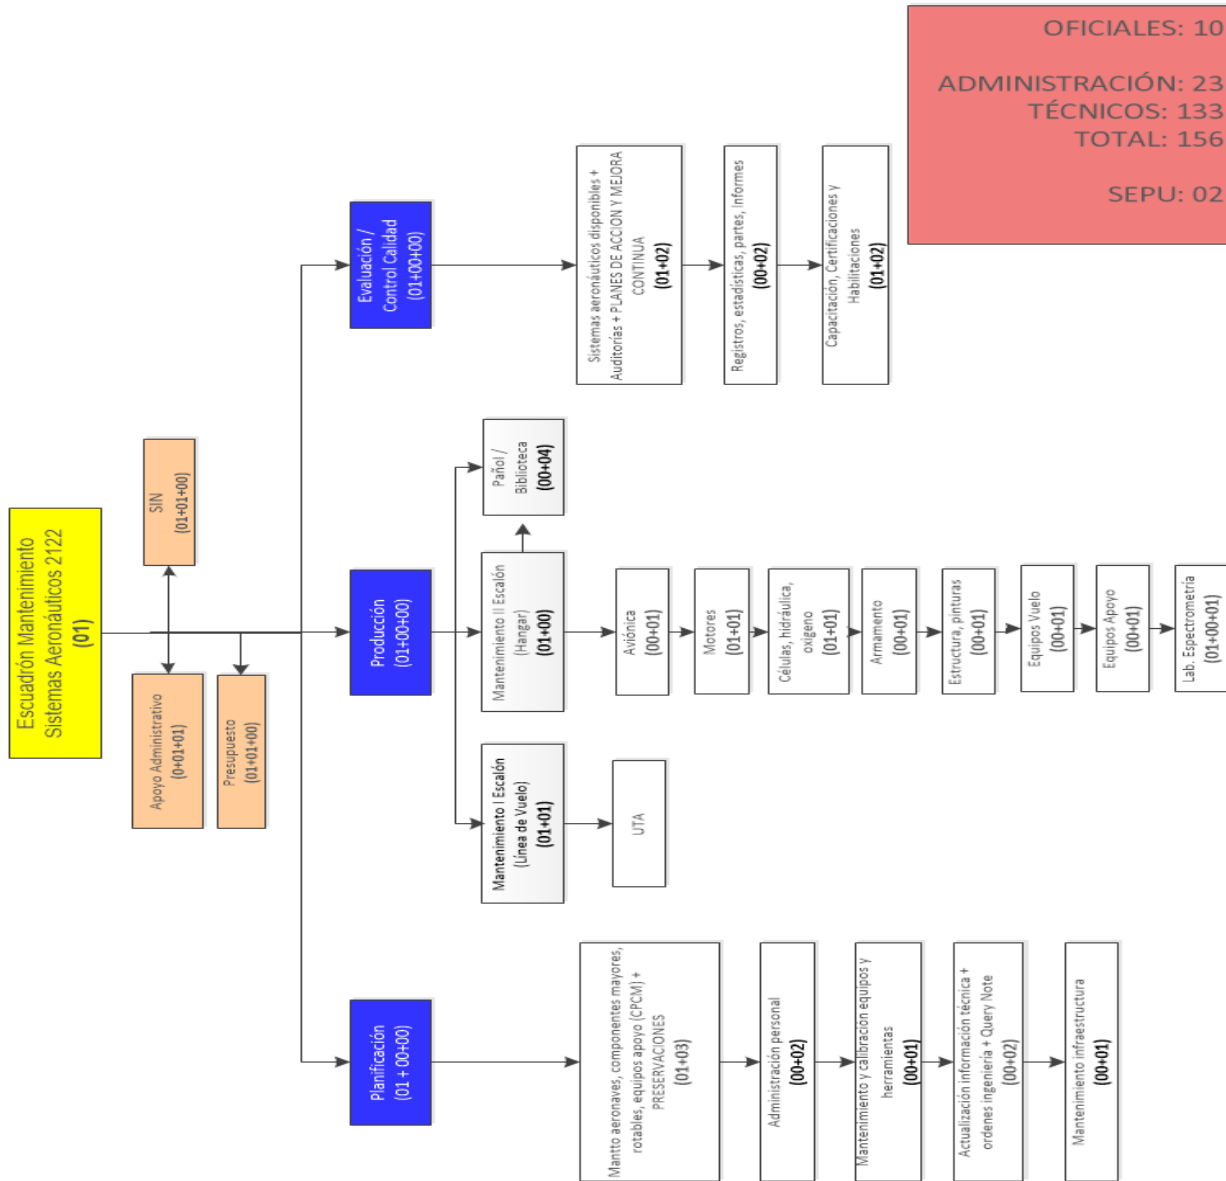 Escuadrón Mantenimiento
Sistemas Aeronáuticos 2122
(01)
SIN
(01+01+00)
Apoyo Administrativo
(0+01+01)
Presupuesto
(01+01+00)
Planificación
(01 + 00+00)
Mantto aeronaves, componentes mayores,
rotables, equipos apoyo (CPCM) +
PRESERVACIONES
(01+03)
Administración personal
(00+02)
Mantenimiento y calibración equipos y
herramientas
(00+01)
Actualización información técnica +
ordenes ingeniería + Query Note
(00+02)
Mantenimiento infraestructura
(00+01)
Producción
(01+00+00)
Mantenimiento I Escalón
(Línea de Vuelo)
(01+01)
UTA
Mantenimiento II Escalón
(Hangar)
(01+00)
Pañol /
Biblioteca
(00+04)
Aviónica
(00+01)
Motores
(01+01)
Células, hidráulica,
oxigeno
(01+01)
Armamento
(00+01)
Estructura, pinturas
(00+01)
Equipos Vuelo
(00+01)
Equipos Apoyo
(00+01)
Lab. Espectrometría
(01+00+01)
Evaluación /
Control Calidad
(01+00+00)
Sistemas aeronáuticos disponibles +
Auditorías + PLANES DE ACCION Y MEJORA
CONTINUA
(01+02)
Registros, estadísticas, partes, Informes
(00+02)
Capacitación, Certificaciones y
Habilitaciones
(01+02)
OFICIALES: 10
ADMINISTRACIÓN: 23
TÉCNICOS: 133
TOTAL: 156
SEPU: 02